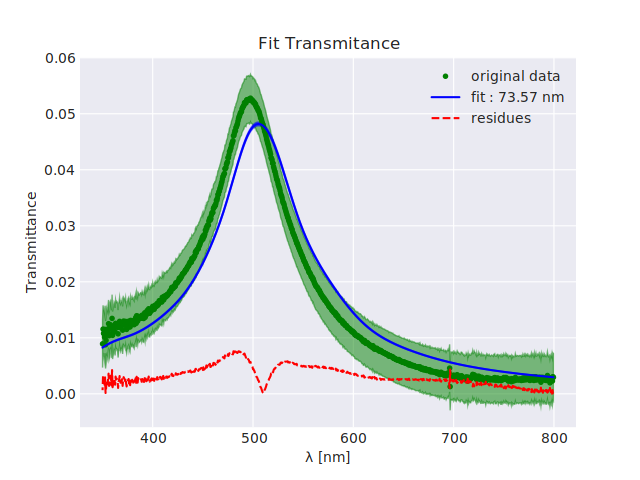 Fit Transmitance
0.06
0.05
0.04
0.03
0.02
0.01
0.00
Transmittance
original data
fit : 73.57 nm
residues
400
500
600
700
800
λ [nm]